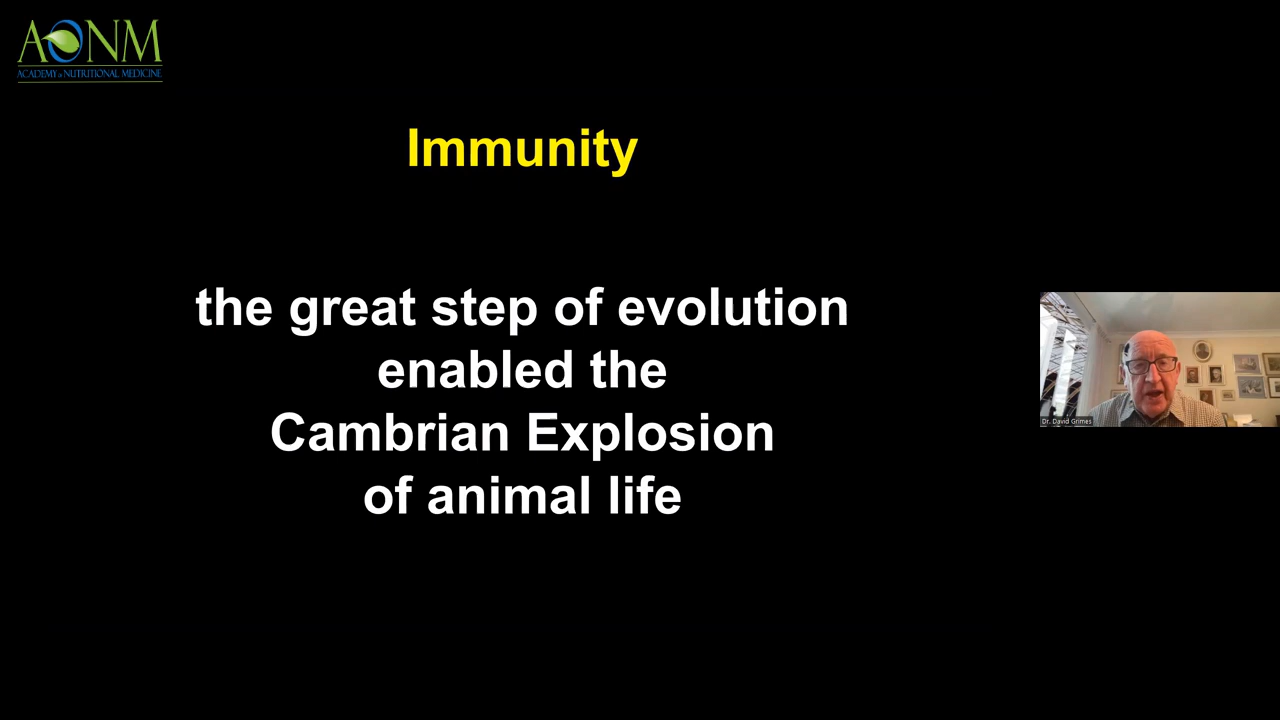 AONM
ACADEMY of NUTRITIONAL MEDICINE
Immunity
the great step of evolution
enabled the
Cambrian Explosion
of animal life
Dr. David Grimes